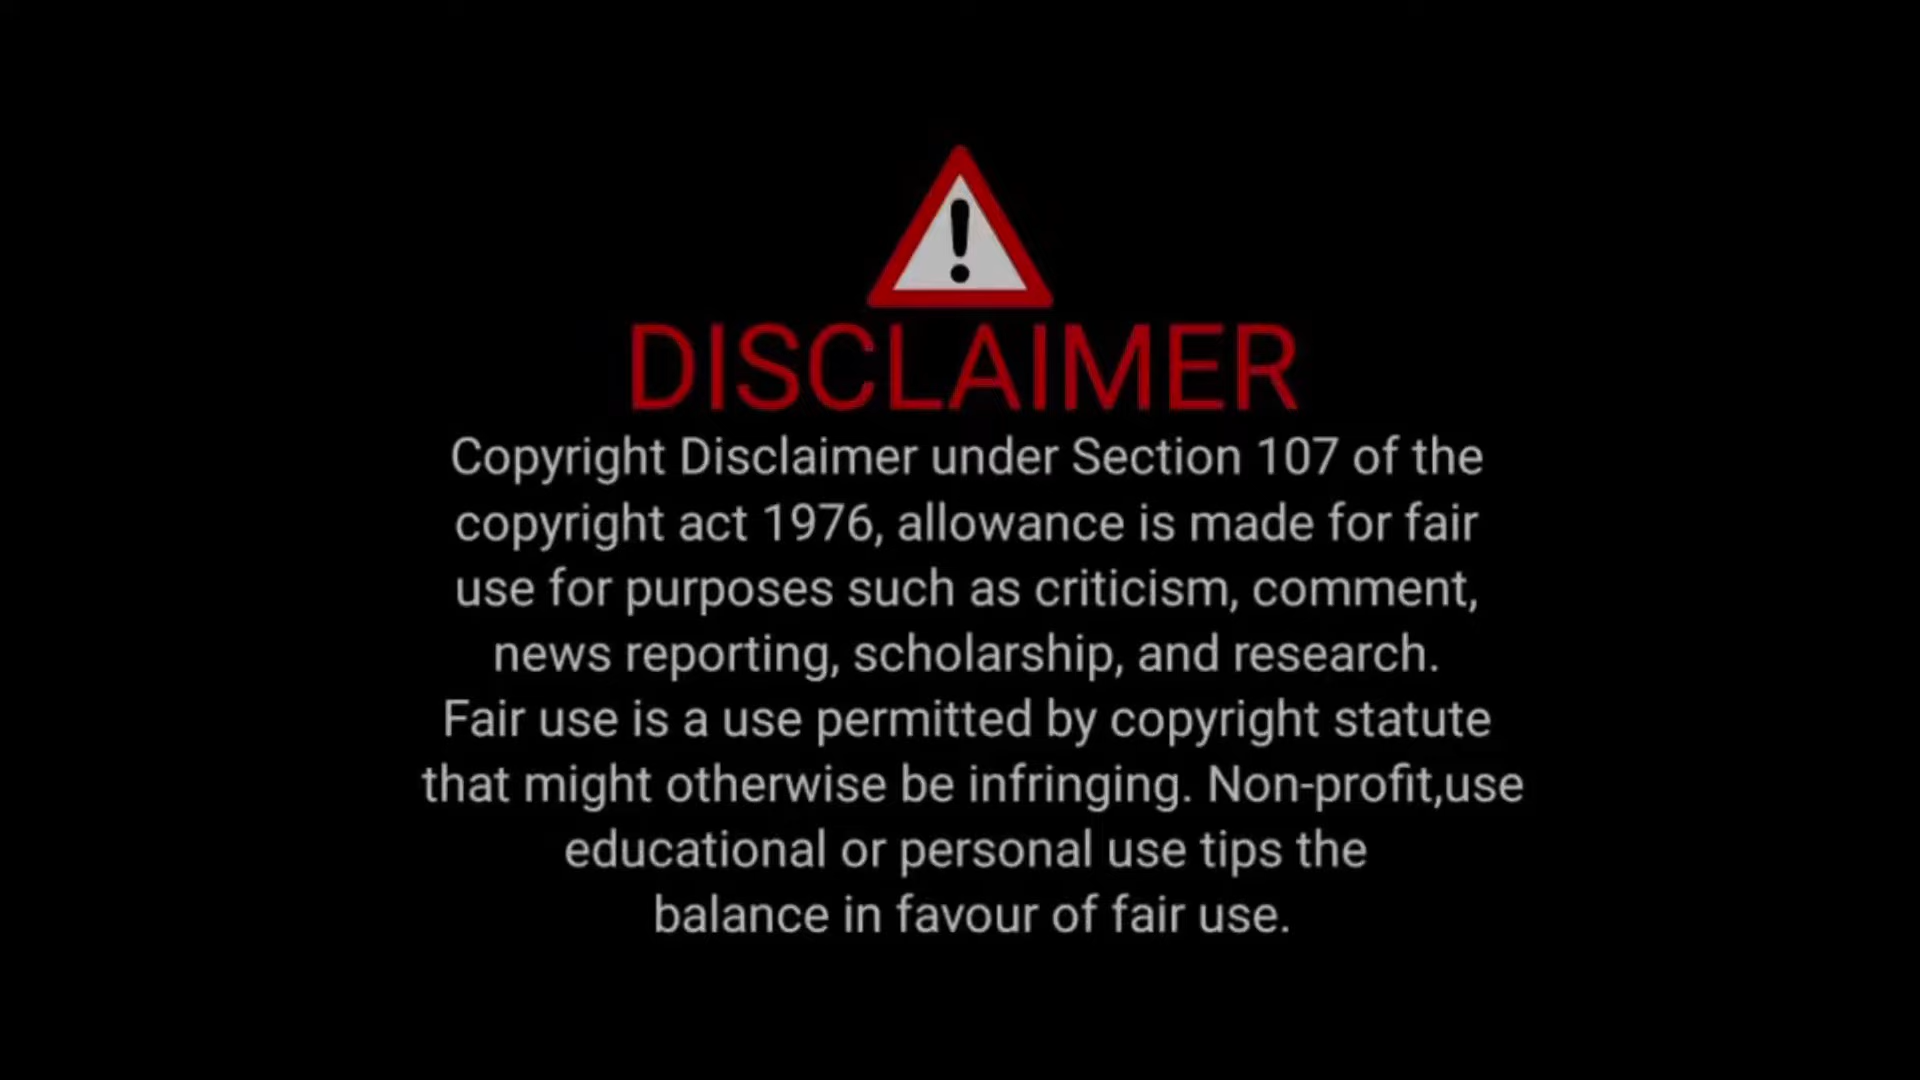 DISCLAIMER
Copyright Disclaimer under Section 107 of the
copyright act 1976, allowance is made for fair
use for purposes such as criticism, comment,
news reporting, scholarship, and research.
Fair use is a use permitted by copyright statute
that might otherwise be infringing. Non-profit,use
educational or personal use tips the
balance in favour of fair use.